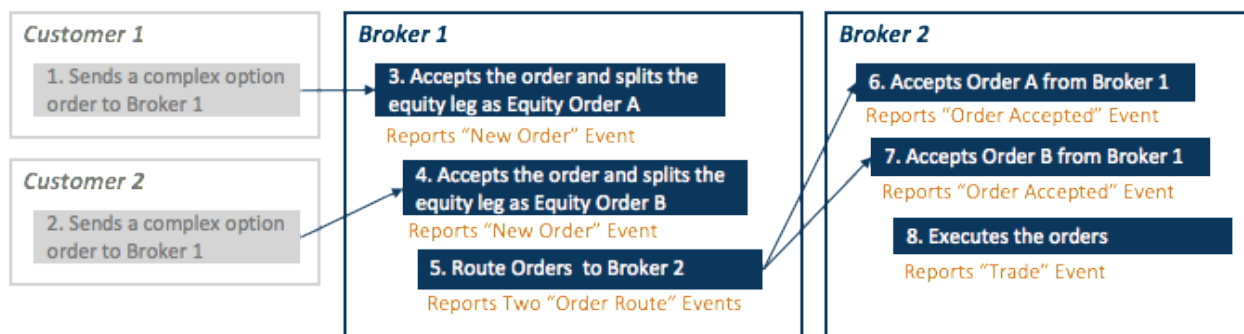 Customer 1
1. Sends a complex option
order to Broker 1
Customer 2
2. Sends a complex option
order to Broker 1
Broker 1
3. Accepts the order and splits the
equity leg as Equity Order A
Reports “New Order” Event
4. Accepts the order and splits the
equity leg as Equity Order B
Reports “New Order” Event
5. Route Orders to Broker 2
Reports Two “Order Route” Events
Broker 2
6. Accepts Order A from Broker 1
Reports “Order Accepted” Event
7. Accepts Order B from Broker 1
Reports “Order Accepted” Event
8. Executes the orders
Reports “Trade” Event